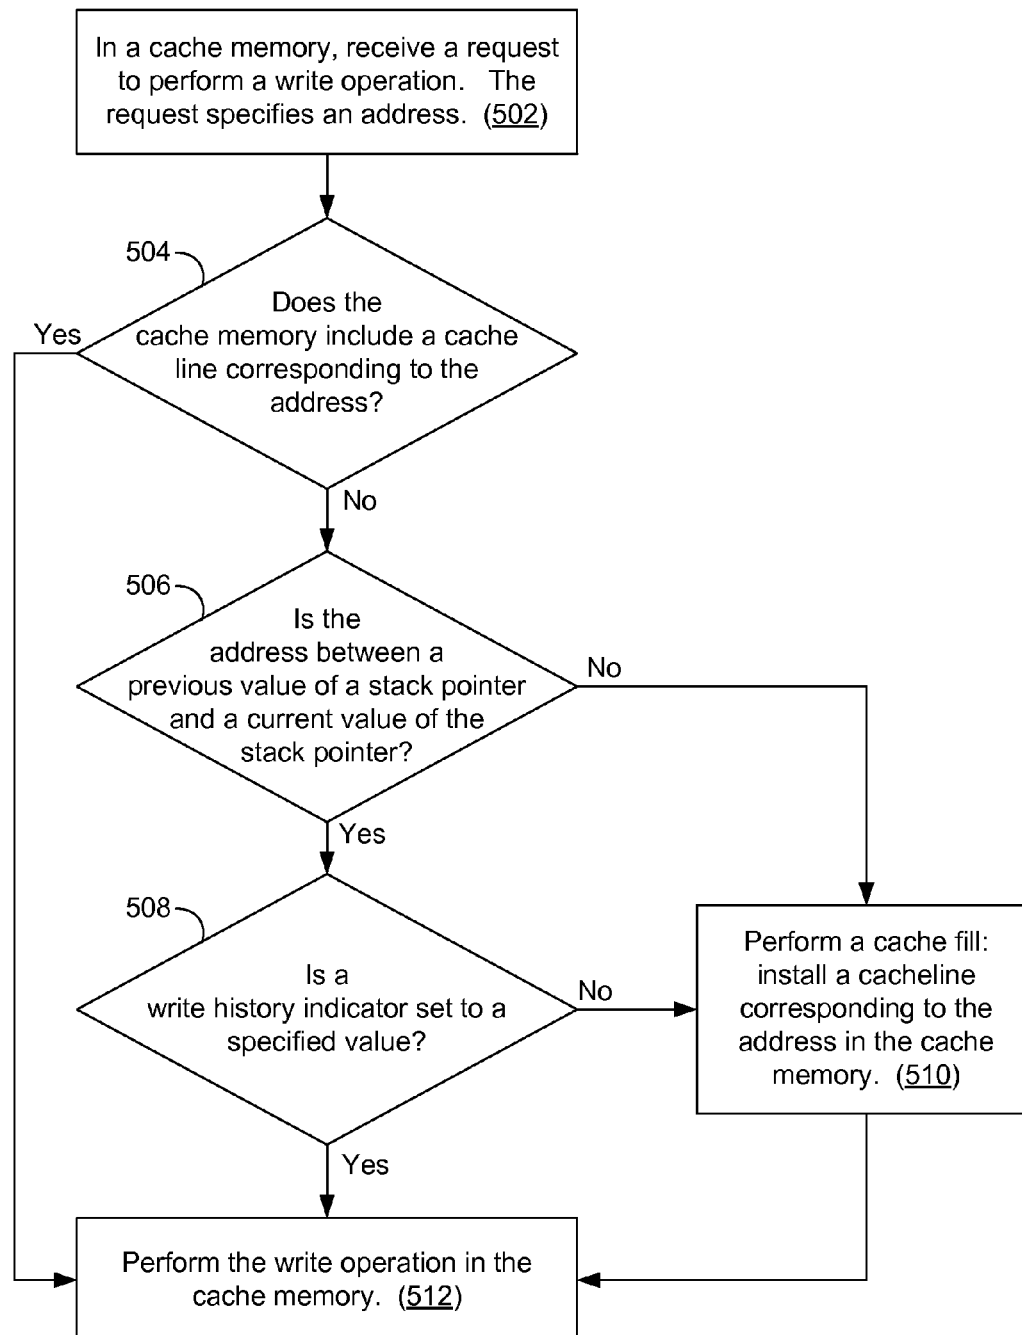 In a cache memory, receive a request
to perform a write operation. The
request specifies an address. (502)
504
Does the
cache memory include a cache
line corresponding to the
address?
Yes
No
506
Is the
address between a
previous value of a stack pointer
and a current value of the
stack pointer?
No
Yes
508
Is a
write history indicator set to a
specified value?
No
Perform a cache fill:
install a cacheline
corresponding to the
address in the cache
memory. (510)
Yes
Perform the write operation in the
cache memory. (512)